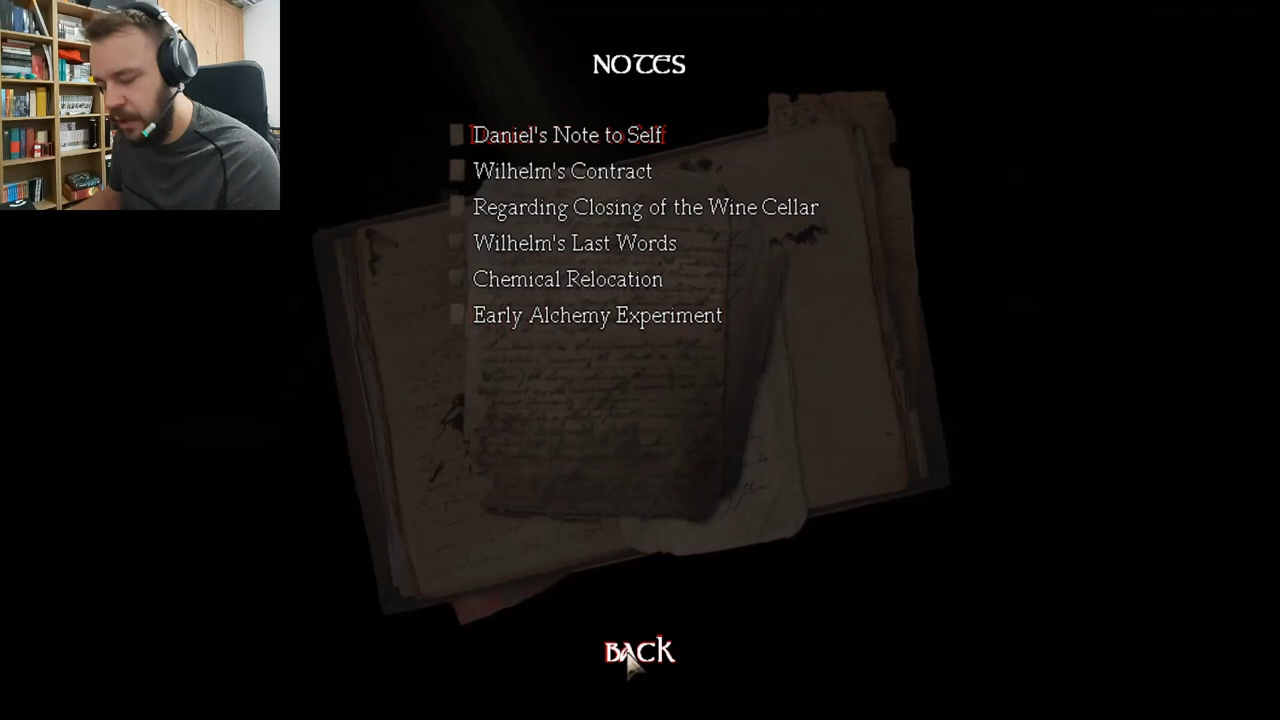 NOTES
Daniel's Note to Self
Wilhelm's Contract
Regarding Closing of the Wine Cellar
Wilhelm's Last Words
Chemical Relocation
Early Alchemy Experiment
BACK